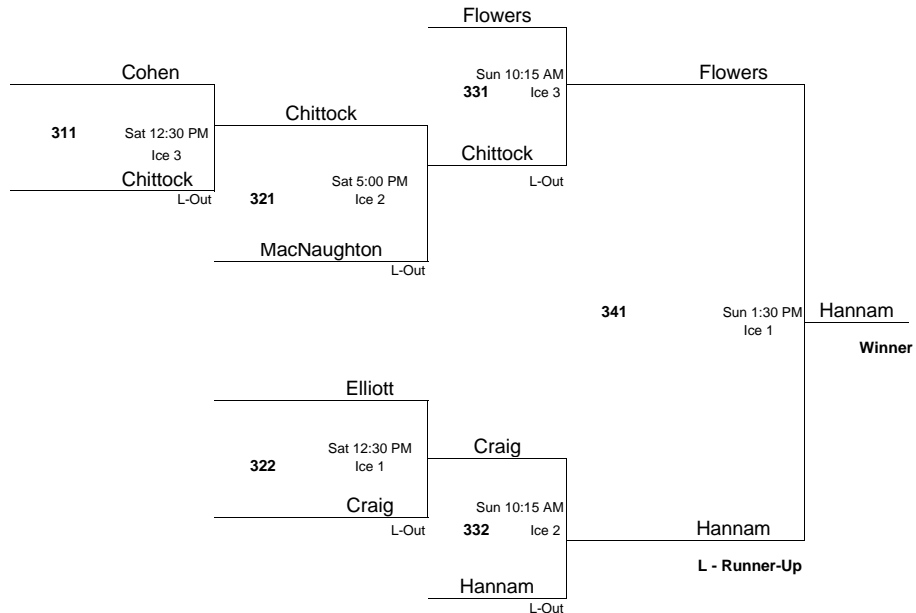 Flowers
Cohen
Sun 10:15 AM
Flowers
331 Ice 3
Chittock
311 Sat 12:30 PM
Ice 3
Chittock
Chittock
L-Out
Sat 5:00 PM
L-Out
321 Ice 2
MacNaughton
L-Out
341 Sun 1:30 PM
Hannam
Ice 1
Winner
Elliott
Sat 12:30 PM
Craig
322 Ice 1
Craig
Sun 10:15 AM
L-Out
332 Ice 2
Hannam
L - Runner-Up
Hannam
L-Out